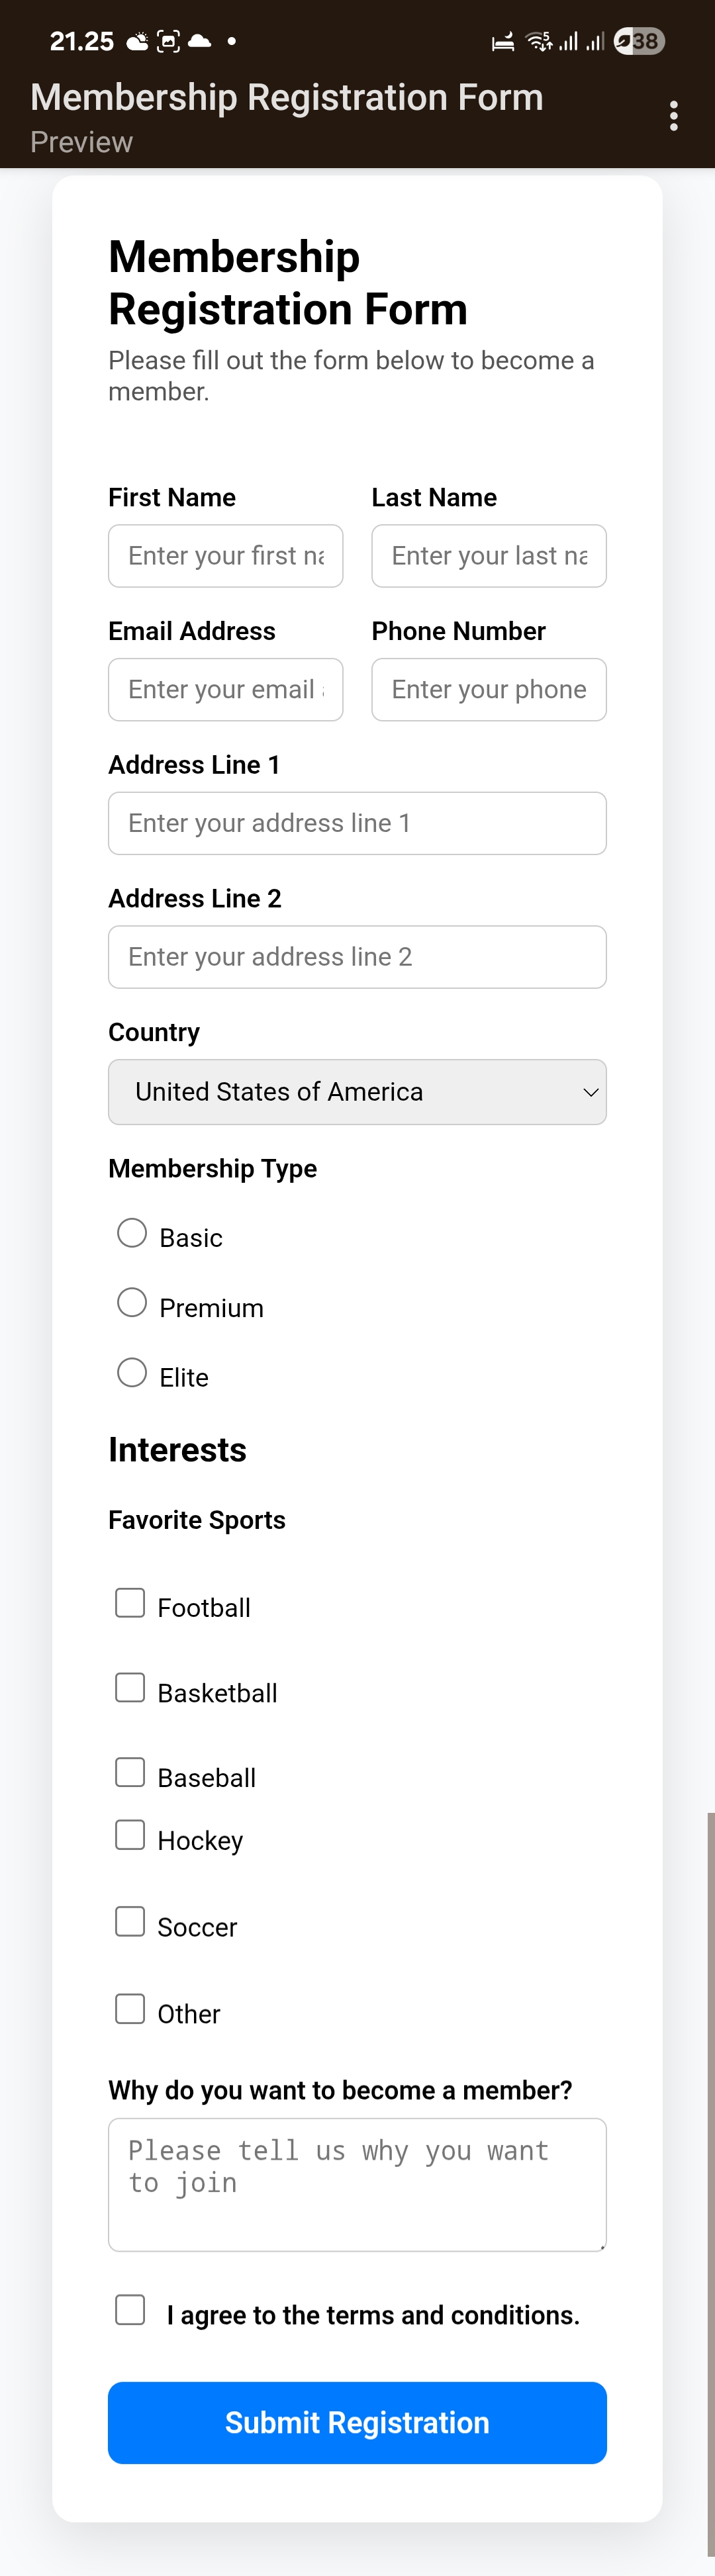 21.25
38
Membership Registration Form
Preview
Membership
Registration Form
Please fill out the form below to become a
member.
First Name Last Name
Enter your first na Enter your last na
Email Address Phone Number
Enter your email Enter your phone
Address Line 1
Enter your address line 1
Address Line 2
Enter your address line 2
Country
United States of America
Membership Type
Basic
Premium
Elite
Interests
Favorite Sports
Football
Basketball
Baseball
Hockey
Soccer
Other
Why do you want to become a member?
Please tell us why you want
to join
I agree to the terms and conditions.
Submit Registration